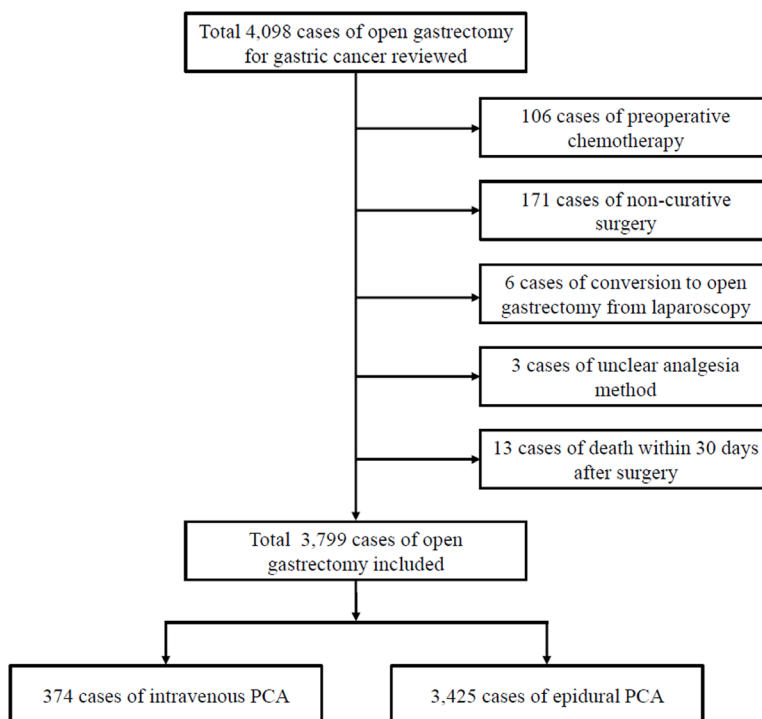 Total 4,098 cases of open gastrectomy
for gastric cancer reviewed
106 cases of preoperative
chemotherapy
171 cases of non-curative
surgery
6 cases of conversion to open
gastrectomy from laparoscopy
3 cases of unclear analgesia
method
13 cases of death within 30 days
after surgery
Total 3,799 cases of open
gastrectomy included
374 cases of intravenous PCA
3,425 cases of epidural PCA